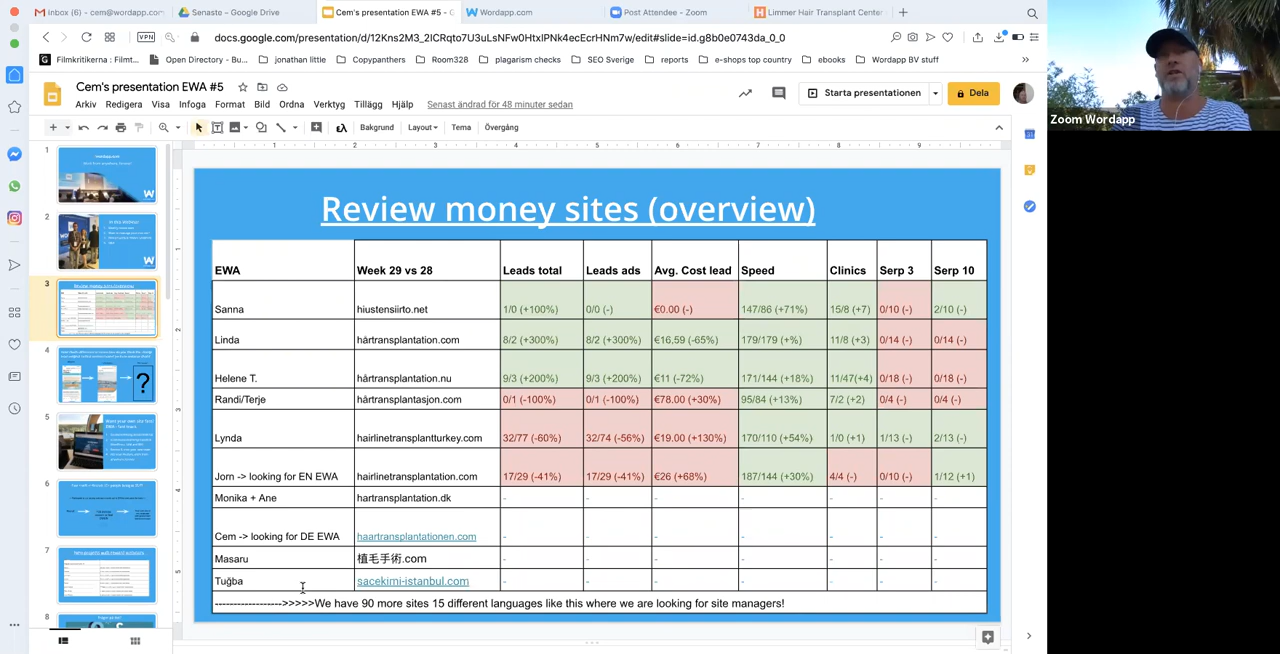 Inbox (6) – cem@wordapp.com
Senaste – Google Drive
Cem's presentation EWA #5 - G
Wordapp.com
Post Attendee - Zoom
Limmer Hair Transplant Center
VPN
docs.google.com/presentation/d/12Kns2M3_2ICRqto7U3uLsNFw0HtxlPNk4ecEcrHNm7w/edit#slide=id.g8b0e0743da_0_0
Filmkritikerna : Filmt...
Open Directory - Bu...
jonathan little
Copypanthers
Room328
plagarism checks
SEO Sverige
reports
e-shops top country
ebooks
Wordapp BV stuff
Cem's presentation EWA #5
Arkiv Redigera Visa Infoga Format Bild Ordna Verktyg Tillägg Hjälp Senast ändrad för 48 minuter sedan
Starta presentationen
Dela
Bakgrund Layout Tema Övergång
Zoom Wordapp
1
2
3
4
5
6
7
8
Review money sites (overview)
EWA Week 29 vs 28 Leads total Leads ads Avg. Cost lead Speed Clinics Serp 3 Serp 10
Sanna hiustensiirto.net 1/0 (+100%) 0/0 (-) €0.00 (-) 147/86 (+71%) 15/8 (+7) 0/10 (-) 2/10 (-)
Linda hårtransplantation.com 8/2 (+300%) 8/2 (+300%) €16,59 (-65%) 179/179 (+%) 11/8 (+3) 0/14 (-) 0/14 (-)
Helene T. hårtransplantation.nu 9/3 (+200%) 9/3 (+200%) €11 (-72%) 171/144 (+18%) 11/47(+4) 0/18 (-) 0/18 (-)
Randi/Terje hårtransplantasjon.com 0/1 (-100%) 0/1 (-100%) €78.00 (+30%) 95/84 (+13%) 7/2 (+2) 0/4 (-) 0/4 (-)
Lynda hairlinetransplantturkey.com 32/77 (-60%) 32/74 (-56%) €19.00 (+130%) 170/110 (+54%) 1/0 (+1) 1/13 (-) 2/13 (-)
Jorn -> looking for EN EWA hairlinetransplantation.com 17/29 (-41%) 17/29 (-41%) €26 (+68%) 187/144 (+30%) 4/4 (-) 0/10 (-) 1/12 (+1)
Monika + Ane hartransplantation.dk - - - - - - -
Cem -> looking for DE EWA haartransplantationen.com - - - - - - -
Masaru 植毛手術.com - - - - - - -
Tuğba sacekimi-istanbul.com - - - - - - -
------------------>>>>>We have 90 more sites 15 different languages like this where we are looking for site managers!